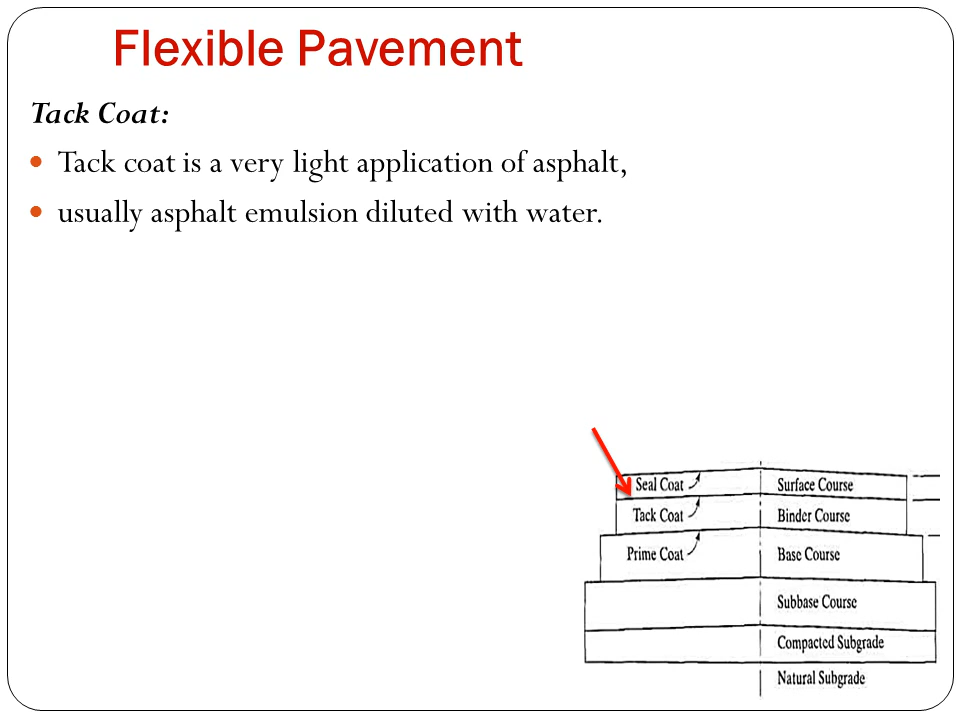 Flexible Pavement
Tack Coat:
• Tack coat is a very light application of asphalt,
• usually asphalt emulsion diluted with water.
Seal Coat Surface Course
Tack Coat Binder Course
Prime Coat Base Course
Subbase Course
Compacted Subgrade
Natural Subgrade